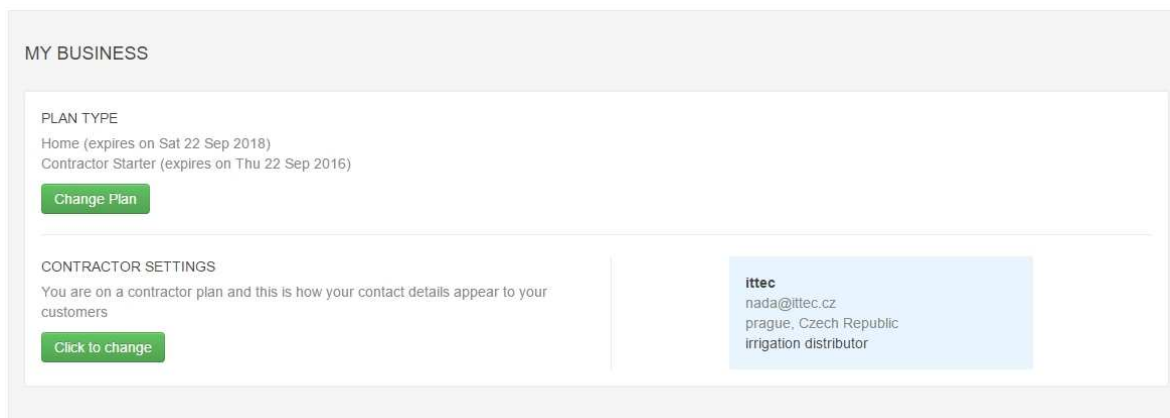 MY BUSINESS
PLAN TYPE
Home (expires on Sat 22 Sep 2018)
Contractor Starter (expires on Thu 22 Sep 2016)
Change Plan
CONTRACTOR SETTINGS
You are on a contractor plan and this is how your contact details appear to your
customers
Click to change
ittec
nada@ittec.cz
prague, Czech Republic
irrigation distributor